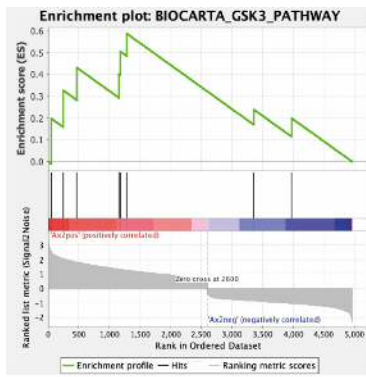 Enrichment plot: BIOCARTA_GSK3_PATHWAY
Enrichment score (ES)
0.6
0.5
0.4
0.3
0.2
0.1
0.0
'Ax2pos' (positively correlated)
Ranked list metric (Signal2Noise)
3
2
1
0
-1
-2
Zero cross at 2600
'Ax2neg' (negatively correlated)
0 500 1,000 1,500 2,000 2,500 3,000 3,500 4,000 4,500 5,000
Rank in Ordered Dataset
Enrichment profile Hits Ranking metric scores